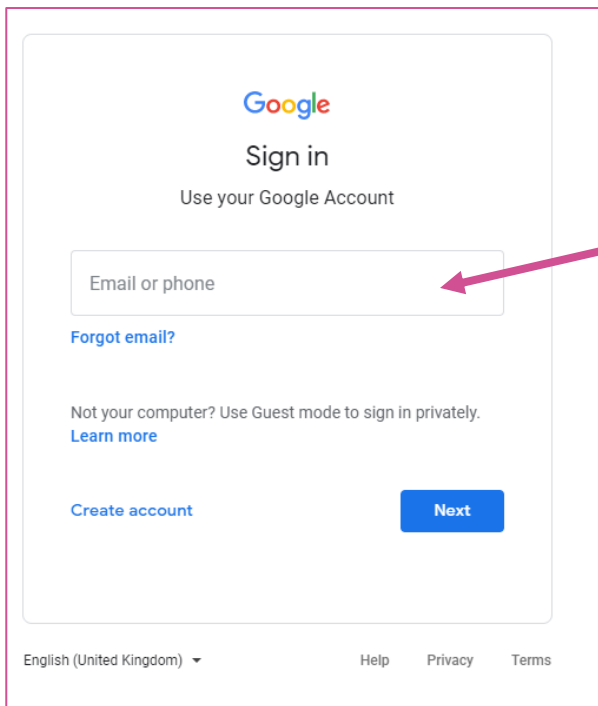 Google
Sign in
Use your Google Account
Email or phone
Forgot email?
Not your computer? Use Guest mode to sign in privately.
Learn more
Create account
Next
English (United Kingdom)
Help Privacy Terms